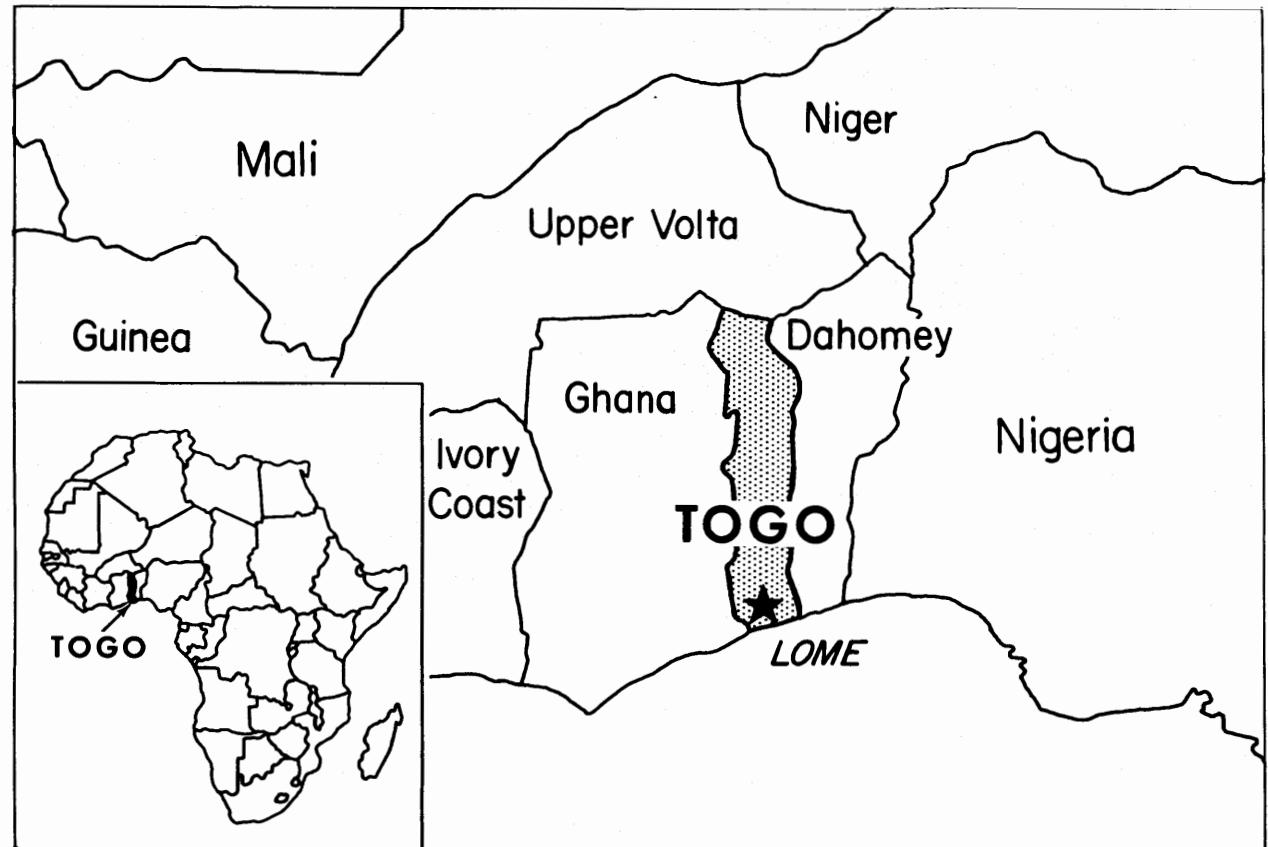 Niger
Mali
Upper Volta
Guinea
Dahomey
Ghana
Nigeria
Ivory
Coast
TOGO
LOME
TOGO